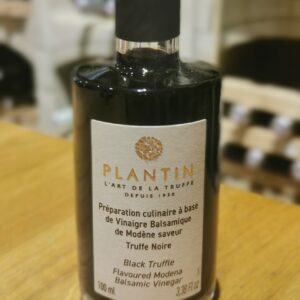 PLANTIN
L'ART DE LA TRUFFE
DEPUIS 1930
Préparation culinaire à base
de Vinaigre Balsamique
de Modène saveur
Truffe Noire
Black Truffle
Flavoured Modena
Balsamic Vinegar
100 ml
3,38 fl oz